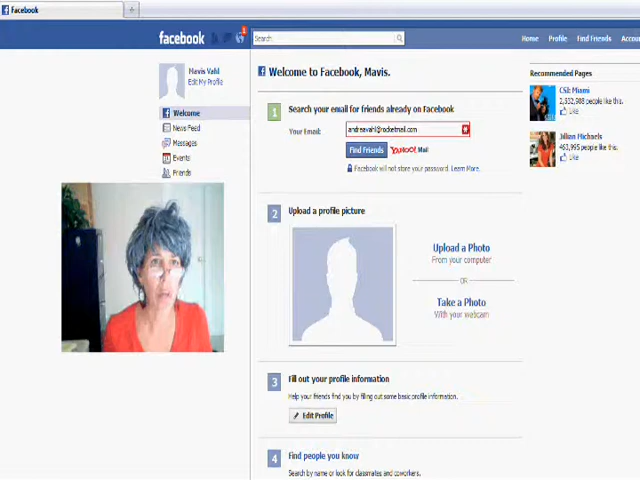 Facebook
facebook
1
Search
Home Profile Find Friends Accou
Mavis Vahl
Edit My Profile
Welcome
News Feed
Messages
Events
Friends
Welcome to Facebook, Mavis.
1
Search your email for friends already on Facebook
Your Email:
andreavahl@rocketmail.com
Find Friends
YAHOO! Mail
Facebook will not store your password. Learn More.
2
Upload a profile picture
Upload a Photo
From your computer
OR
Take a Photo
With your webcam
3
Fill out your profile information
Help your friends find you by filling out some basic profile information.
Edit Profile
4
Find people you know
Search by name or look for classmates and coworkers.
Recommended Pages
CSI: Miami
2,532,988 people like this.
Like
Jillian Michaels
463,995 people like this.
Like